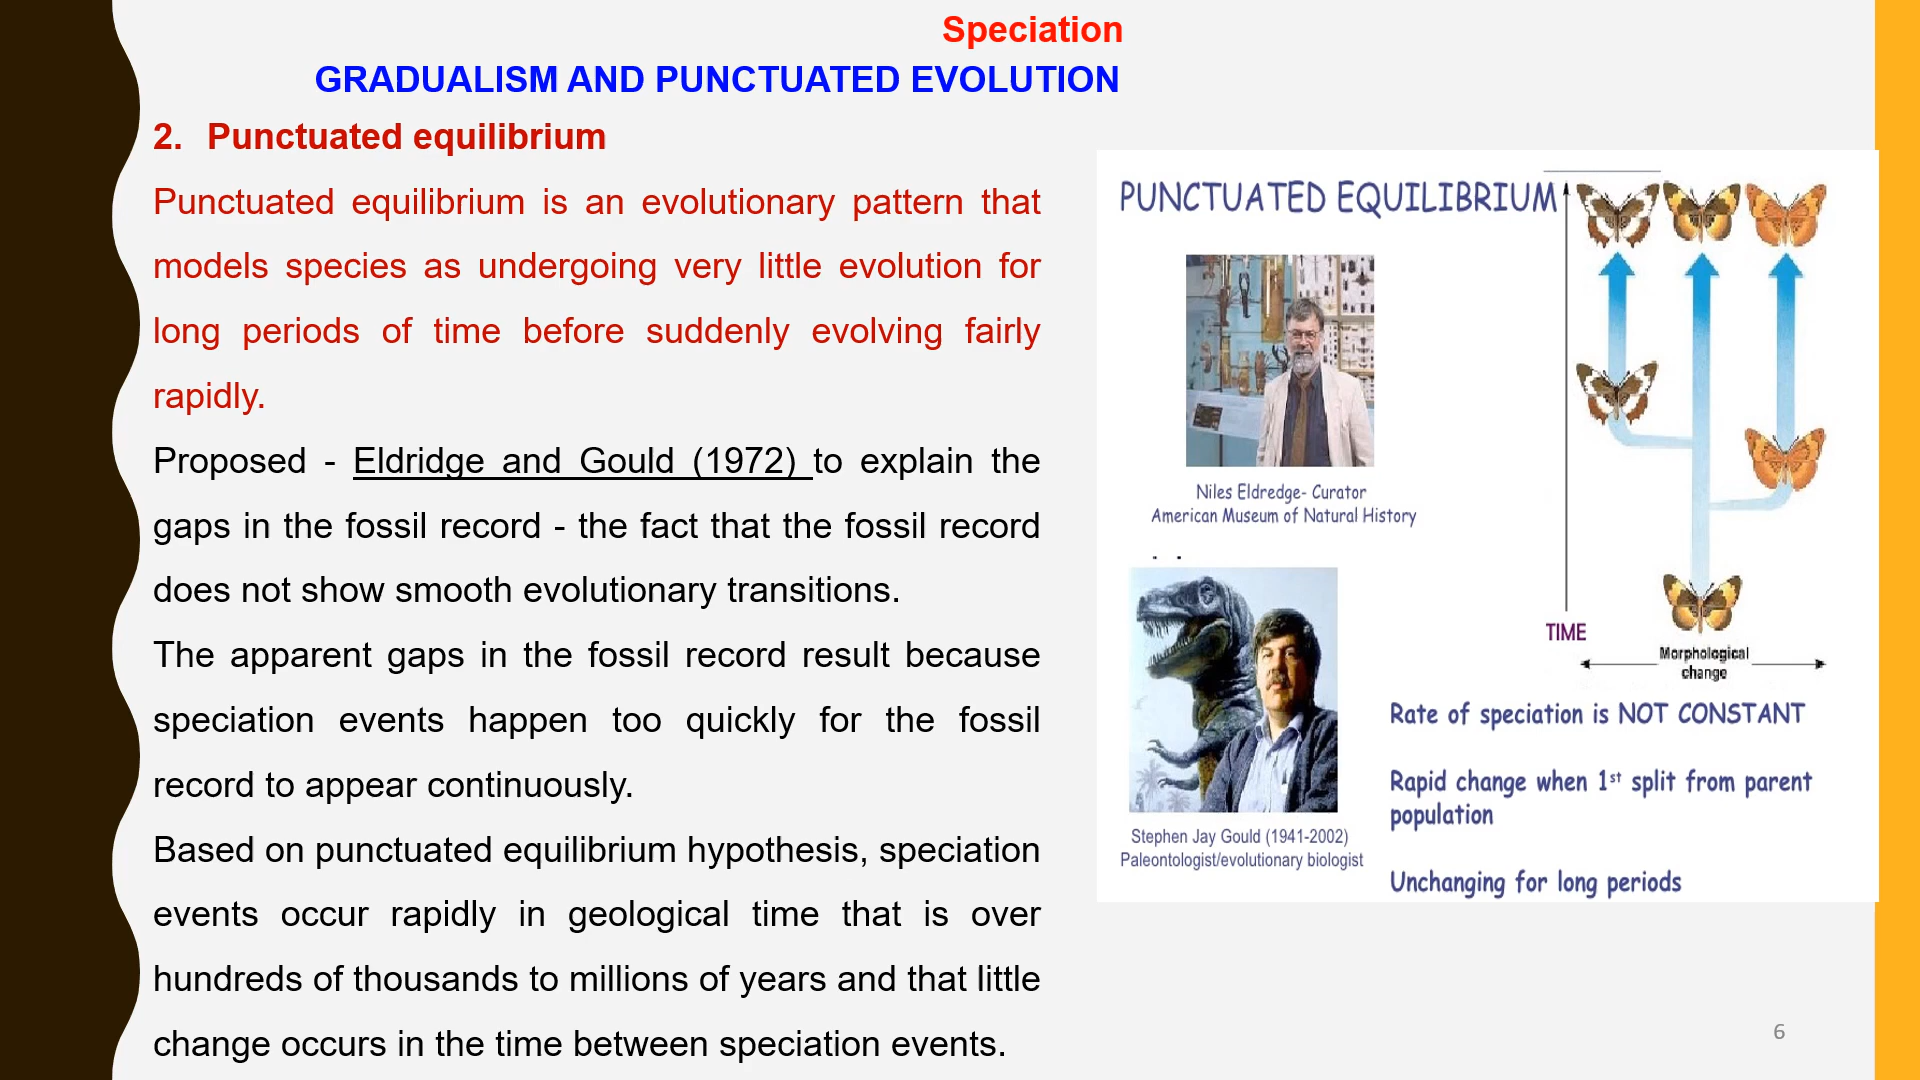 Speciation
GRADUALISM AND PUNCTUATED EVOLUTION
2. Punctuated equilibrium
Punctuated equilibrium is an evolutionary pattern that
models species as undergoing very little evolution for
long periods of time before suddenly evolving fairly
rapidly.
Proposed - Eldridge and Gould (1972) to explain the
gaps in the fossil record - the fact that the fossil record
does not show smooth evolutionary transitions.
The apparent gaps in the fossil record result because
speciation events happen too quickly for the fossil
record to appear continuously.
Based on punctuated equilibrium hypothesis, speciation
events occur rapidly in geological time that is over
hundreds of thousands to millions of years and that little
change occurs in the time between speciation events.
PUNCTUATED EQUILIBRIUM
Niles Eldredge- Curator
American Museum of Natural History
Stephen Jay Gould (1941-2002)
Paleontologist/evolutionary biologist
TIME
Morphological
change
Rate of speciation is NOT CONSTANT
Rapid change when 1st split from parent
population
Unchanging for long periods
6